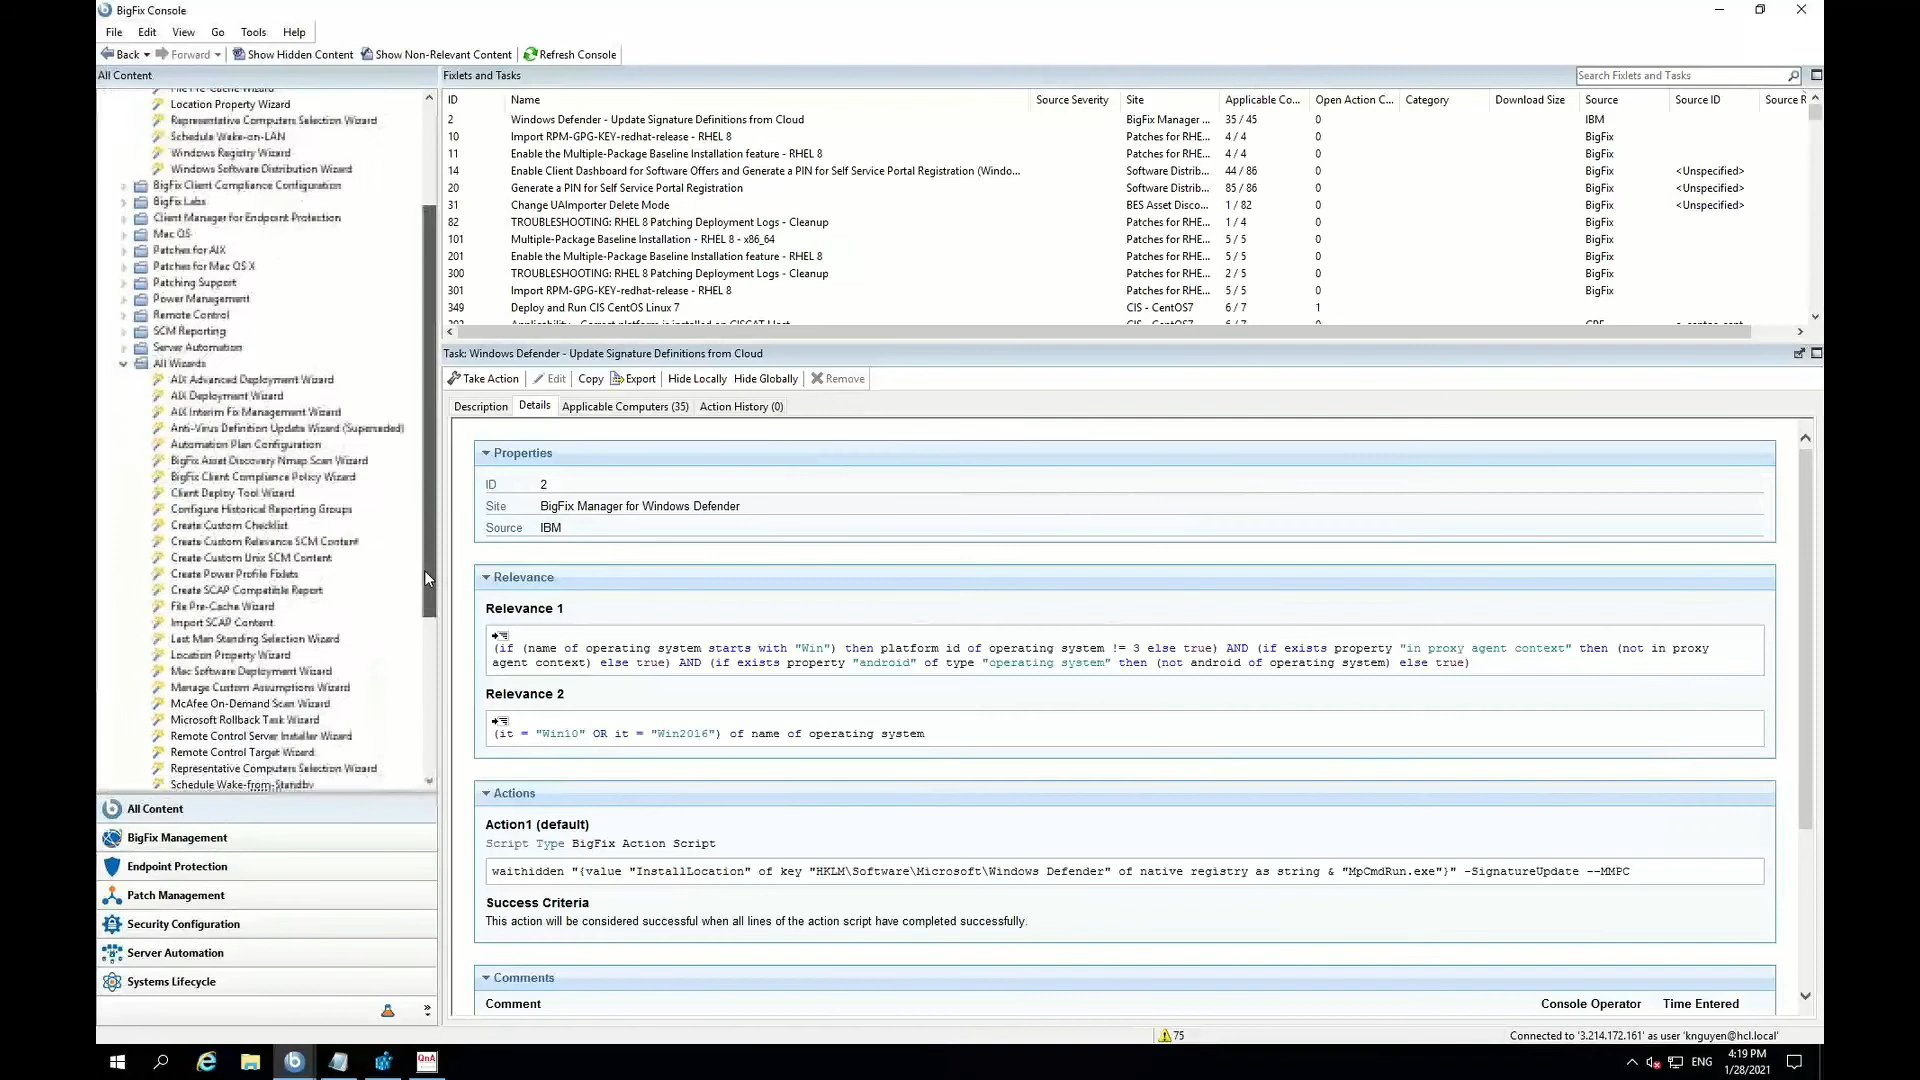 BigFix Console
File Edit View Go Tools Help
Back Forward Show Hidden Content Show Non-Relevant Content Refresh Console
All Content
File Pre-Cache Wizard
Location Property Wizard
Representative Computers Selection Wizard
Schedule Wake-on-LAN
Windows Registry Wizard
Windows Software Distribution Wizard
BigFix Client Compliance Configuration
BigFix Labs
Client Manager for Endpoint Protection
Mac OS
Patches for AIX
Patches for Mac OS X
Patching Support
Power Management
Remote Control
SCM Reporting
Server Automation
All Wizards
AIX Advanced Deployment Wizard
AIX Deployment Wizard
AIX Interim Fix Management Wizard
Anti-Virus Definition Update Wizard (Superseded)
Automation Plan Configuration
BigFix Asset Discovery Nmap Scan Wizard
BigFix Client Compliance Policy Wizard
Client Deploy Tool Wizard
Configure Historical Reporting Groups
Create Custom Checklist
Create Custom Relevance SCM Content
Create Custom Unix SCM Content
Create Power Profile Fixlets
Create SCAP Compatible Report
File Pre-Cache Wizard
Import SCAP Content
Last Man Standing Selection Wizard
Location Property Wizard
Mac Software Deployment Wizard
Manage Custom Assumptions Wizard
McAfee On-Demand Scan Wizard
Microsoft Rollback Task Wizard
Remote Control Server Installer Wizard
Remote Control Target Wizard
Representative Computers Selection Wizard
Schedule Wake-from-Standby
All Content
BigFix Management
Endpoint Protection
Patch Management
Security Configuration
Server Automation
Systems Lifecycle
Fixlets and Tasks Search Fixlets and Tasks
ID Name Source Severity Site Applicable Co... Open Action C... Category Download Size Source Source ID Source R
2 Windows Defender - Update Signature Definitions from Cloud BigFix Manager ... 35 / 45 0 IBM
10 Import RPM-GPG-KEY-redhat-release - RHEL 8 Patches for RHE... 4 / 4 0 BigFix
11 Enable the Multiple-Package Baseline Installation feature - RHEL 8 Patches for RHE... 4 / 4 0 BigFix
14 Enable Client Dashboard for Software Offers and Generate a PIN for Self Service Portal Registration (Windo... Software Distrib... 44 / 86 0 BigFix <Unspecified>
20 Generate a PIN for Self Service Portal Registration Software Distrib... 85 / 86 0 BigFix <Unspecified>
31 Change UAImporter Delete Mode BES Asset Disco... 1 / 82 0 BigFix <Unspecified>
82 TROUBLESHOOTING: RHEL 8 Patching Deployment Logs - Cleanup Patches for RHE... 1 / 4 0 BigFix
101 Multiple-Package Baseline Installation - RHEL 8 - x86_64 Patches for RHE... 5 / 5 0 BigFix
201 Enable the Multiple-Package Baseline Installation feature - RHEL 8 Patches for RHE... 5 / 5 0 BigFix
300 TROUBLESHOOTING: RHEL 8 Patching Deployment Logs - Cleanup Patches for RHE... 2 / 5 0 BigFix
301 Import RPM-GPG-KEY-redhat-release - RHEL 8 Patches for RHE... 5 / 5 0 BigFix
349 Deploy and Run CIS CentOS Linux 7 CIS - CentOS7 6 / 7 1
Task: Windows Defender - Update Signature Definitions from Cloud
Take Action Edit Copy Export Hide Locally Hide Globally Remove
Description Details Applicable Computers (35) Action History (0)
Properties
ID 2
Site BigFix Manager for Windows Defender
Source IBM
Relevance
Relevance 1
(if (name of operating system starts with "Win") then platform id of operating system != 3 else true) AND (if exists property "in proxy agent context" then (not in proxy
agent context) else true) AND (if exists property "android" of type "operating system" then (not android of operating system) else true)
Relevance 2
(it = "Win10" OR it = "Win2016") of name of operating system
Actions
Action1 (default)
Script Type BigFix Action Script
waithidden "{value "InstallLocation" of key "HKLM\Software\Microsoft\Windows Defender" of native registry as string & "MpCmdRun.exe"}" -SignatureUpdate --MMPC
Success Criteria
This action will be considered successful when all lines of the action script have completed successfully.
Comments
Comment Console Operator Time Entered
75 Connected to '3.214.172.161' as user 'knguyen@hcl.local'
QnA ENG 4:19 PM
1/28/2021